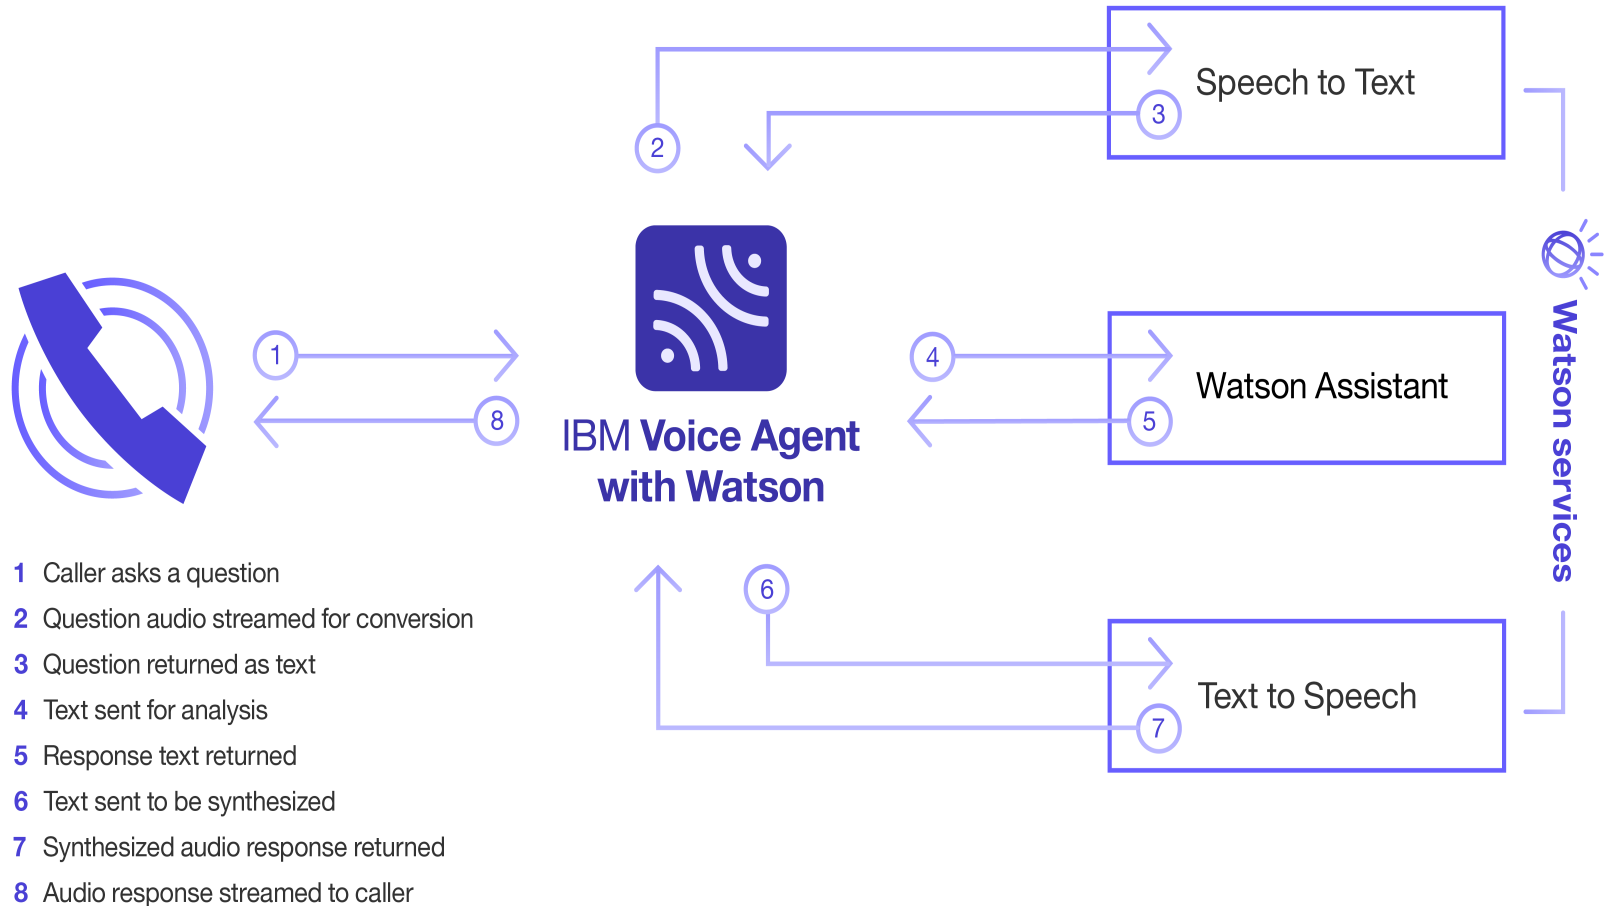 Speech to Text
2
3
1
8
IBM Voice Agent
with Watson
4
5
Watson Assistant
Watson services
6
7
Text to Speech
1 Caller asks a question
2 Question audio streamed for conversion
3 Question returned as text
4 Text sent for analysis
5 Response text returned
6 Text sent to be synthesized
7 Synthesized audio response returned
8 Audio response streamed to caller